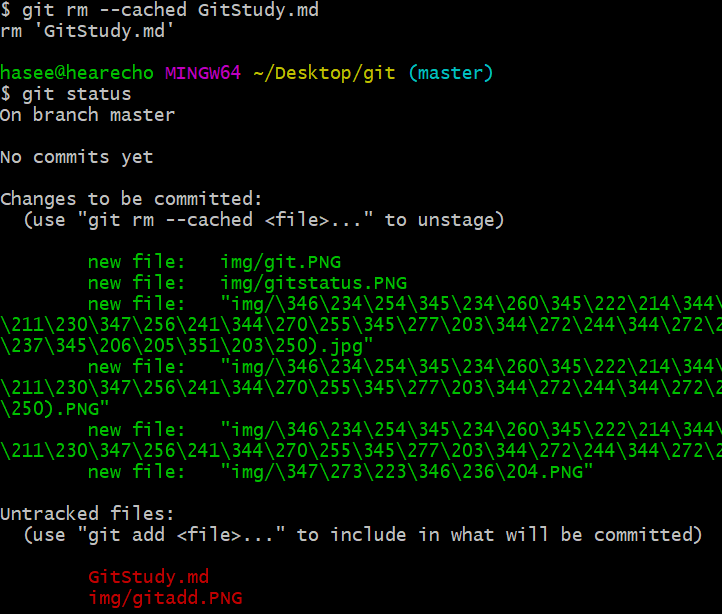 $ git rm --cached GitStudy.md
rm 'GitStudy.md'
hasee@hearecho MINGW64 ~/Desktop/git (master)
$ git status
On branch master
No commits yet
Changes to be committed:
(use "git rm --cached <file>..." to unstage)
new file: img/git.PNG
new file: img/gitstatus.PNG
new file: "img/\346\234\254\345\234\260\345\222\214\344\
\211\230\347\256\241\344\270\255\345\277\203\344\272\244\344\272\2
\237\345\206\205\351\203\250).jpg"
new file: "img/\346\234\254\345\234\260\345\222\214\344\
\211\230\347\256\241\344\270\255\345\277\203\344\272\244\344\272\2
\250).PNG"
new file: "img/\346\234\254\345\234\260\345\222\214\344\
\211\230\347\256\241\344\270\255\345\277\203\344\272\244\344\272\2
new file: "img/\347\273\223\346\236\204.PNG"
Untracked files:
(use "git add <file>..." to include in what will be committed)
GitStudy.md
img/gitadd.PNG